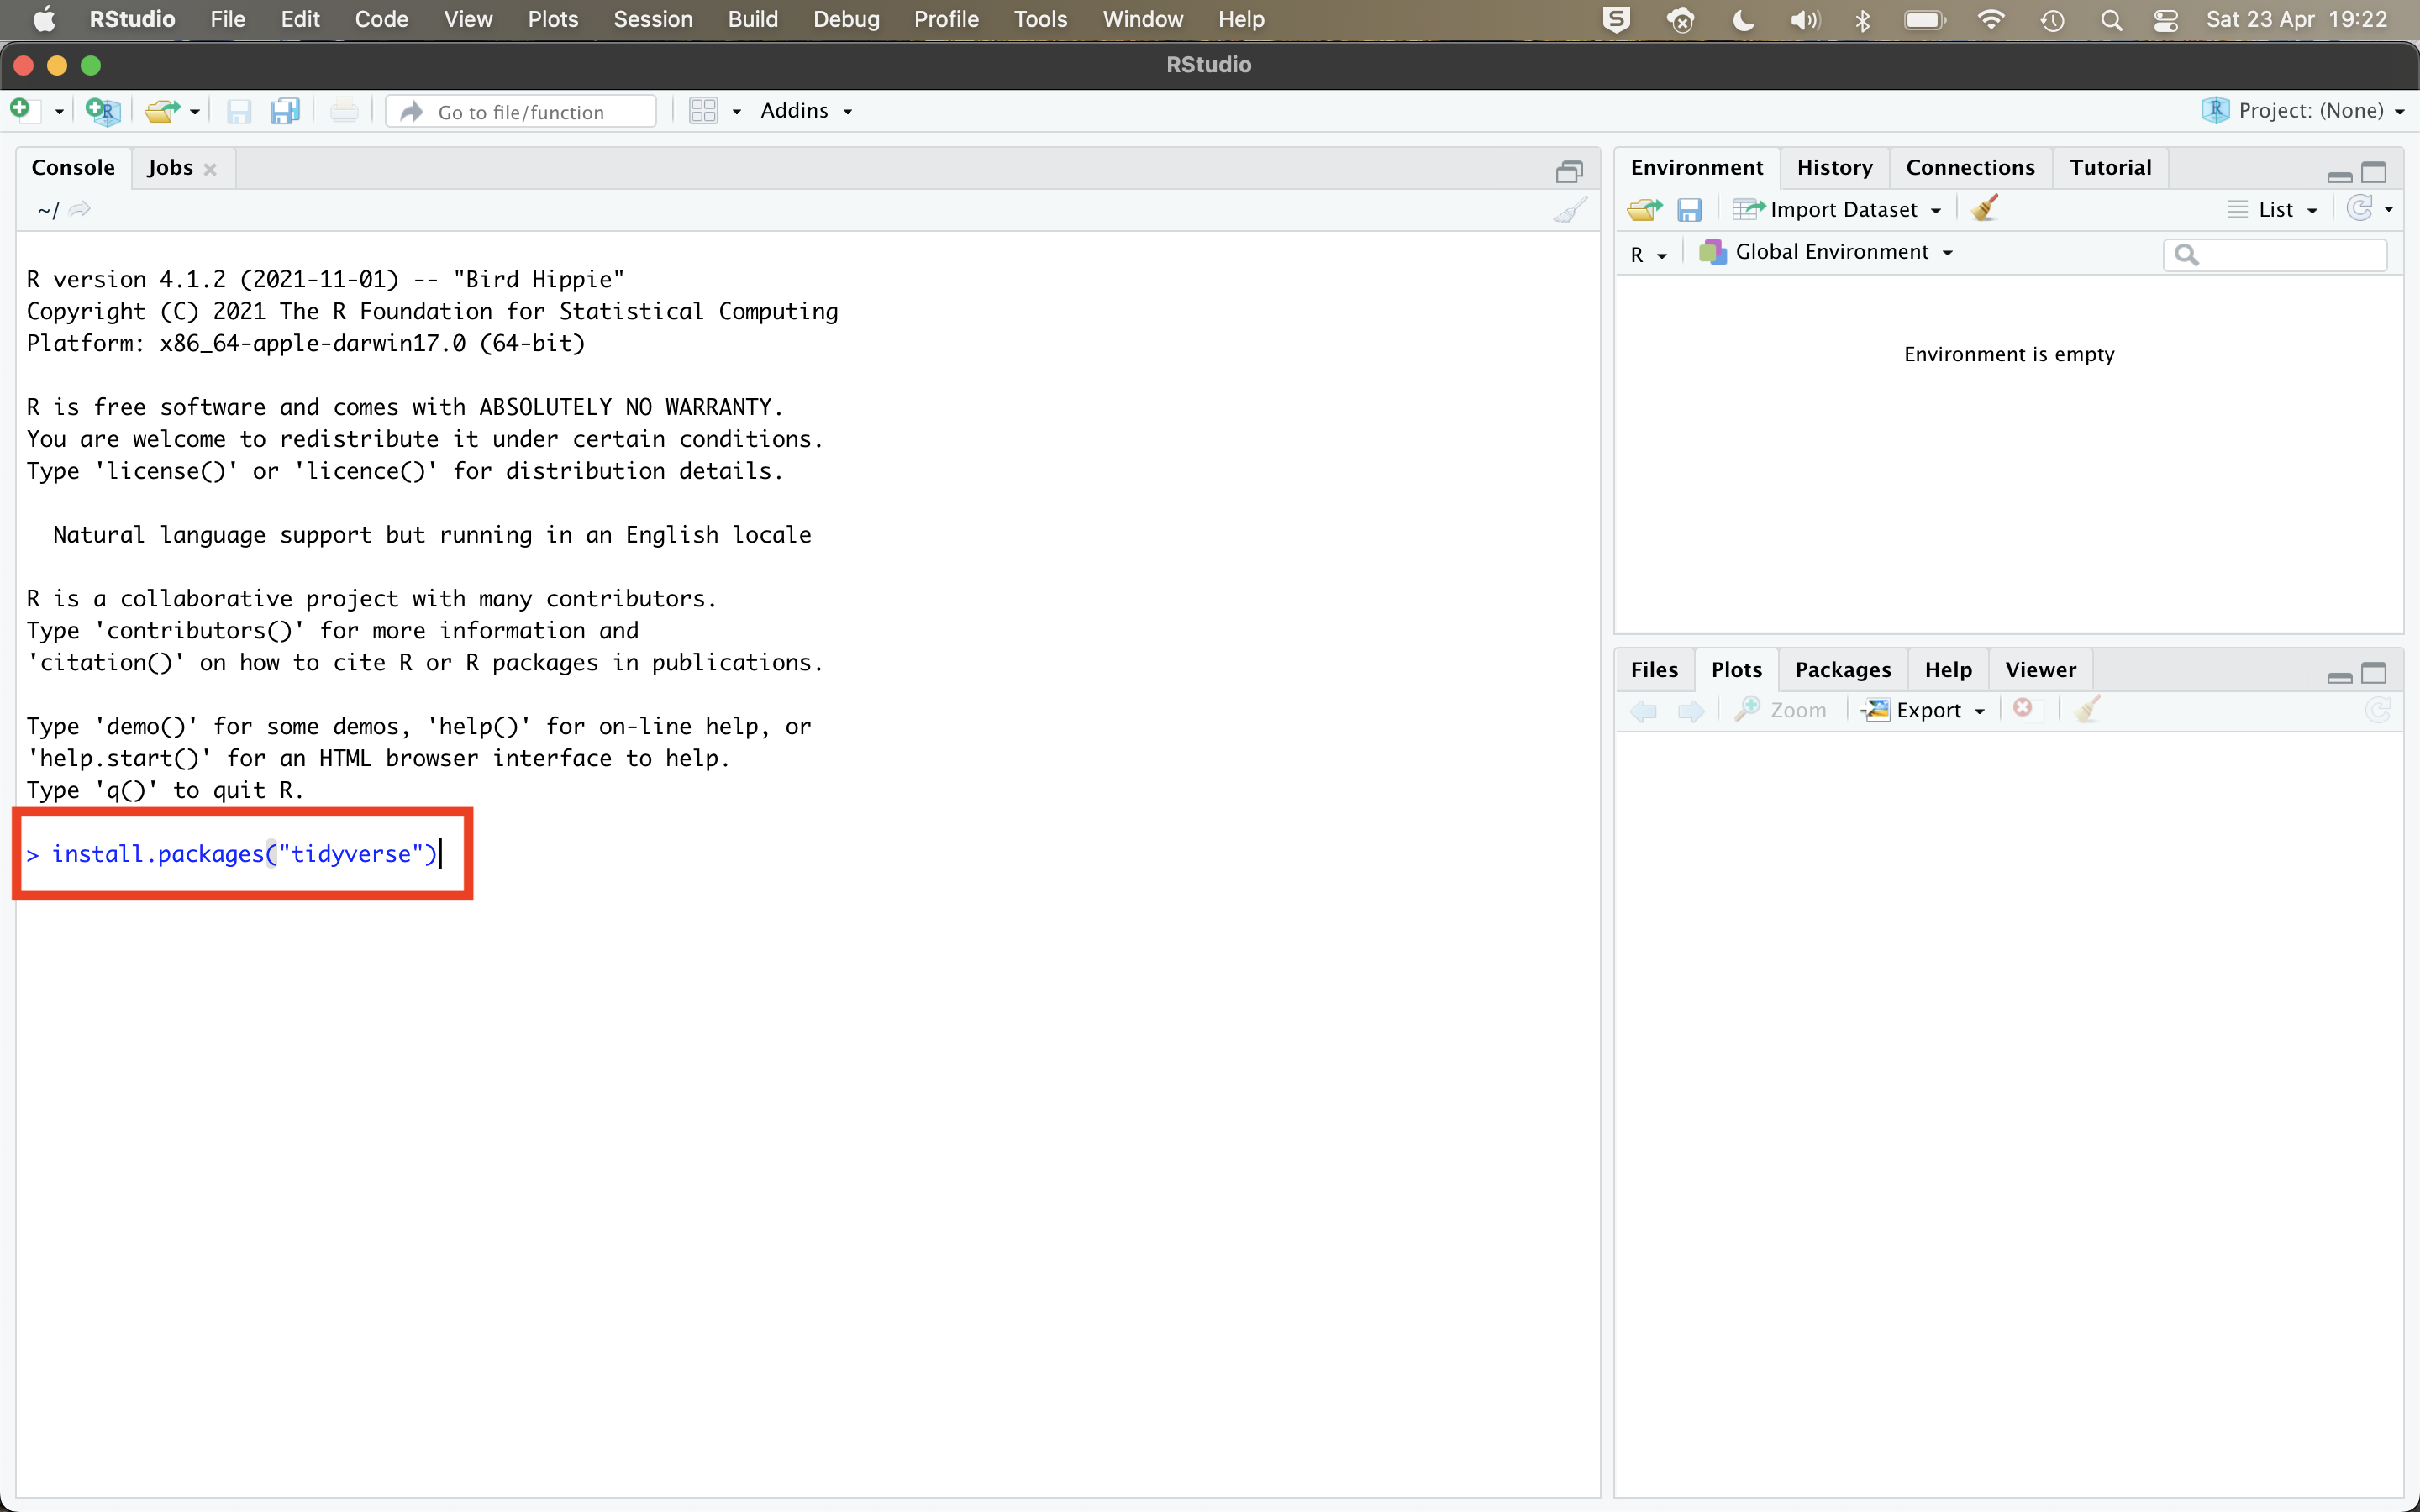 RStudio File Edit Code View Plots Session Build Debug Profile Tools Window Help Sat 23 Apr 19:22
RStudio
Go to file/function Addins Project: (None)
Console Jobs
~/
R version 4.1.2 (2021-11-01) -- "Bird Hippie"
Copyright (C) 2021 The R Foundation for Statistical Computing
Platform: x86_64-apple-darwin17.0 (64-bit)
R is free software and comes with ABSOLUTELY NO WARRANTY.
You are welcome to redistribute it under certain conditions.
Type 'license()' or 'licence()' for distribution details.
Natural language support but running in an English locale
R is a collaborative project with many contributors.
Type 'contributors()' for more information and
'citation()' on how to cite R or R packages in publications.
Type 'demo()' for some demos, 'help()' for on-line help, or
'help.start()' for an HTML browser interface to help.
Type 'q()' to quit R.
> install.packages("tidyverse")
Environment History Connections Tutorial
Import Dataset List
R Global Environment
Environment is empty
Files Plots Packages Help Viewer
Zoom Export